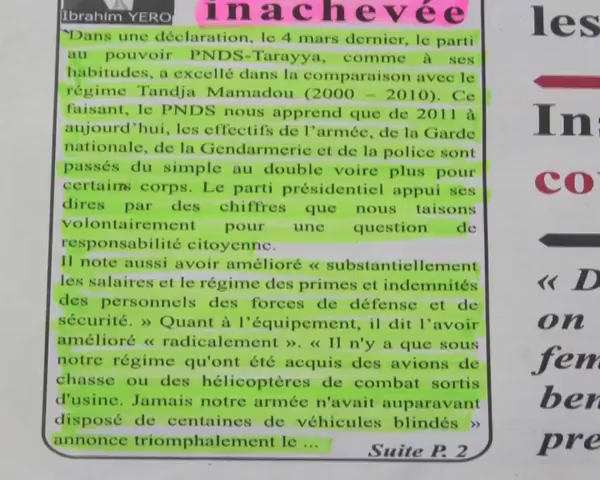 inachevée
Ibrahim YERO
Dans une déclaration, le 4 mars dernier, le parti
au pouvoir PNDS-Tarayya, comme à ses
habitudes, a excellé dans la comparaison avec le
régime Tandja Mamadou (2000 – 2010). Ce
faisant, le PNDS nous apprend que de 2011 à
aujourd'hui, les effectifs de l'armée, de la Garde
nationale, de la Gendarmerie et de la police sont
passés du simple au double voire plus pour
certains corps. Le parti présidentiel appui ses
dires par des chiffres que nous taisons
volontairement pour une question de
responsabilité citoyenne.
Il note aussi avoir amélioré « substantiellement
les salaires et le régime des primes et indemnités
des personnels des forces de défense et de
sécurité. » Quant à l'équipement, il dit l'avoir
amélioré « radicalement ». « Il n'y a que sous
notre régime qu'ont été acquis des avions de
chasse ou des hélicoptères de combat sortis
d'usine. Jamais notre armée n'avait auparavant
disposé de centaines de véhicules blindés »
annonce triomphalement le ...
Suite P. 2
les
In
co
« D
on
fem
ben
pre